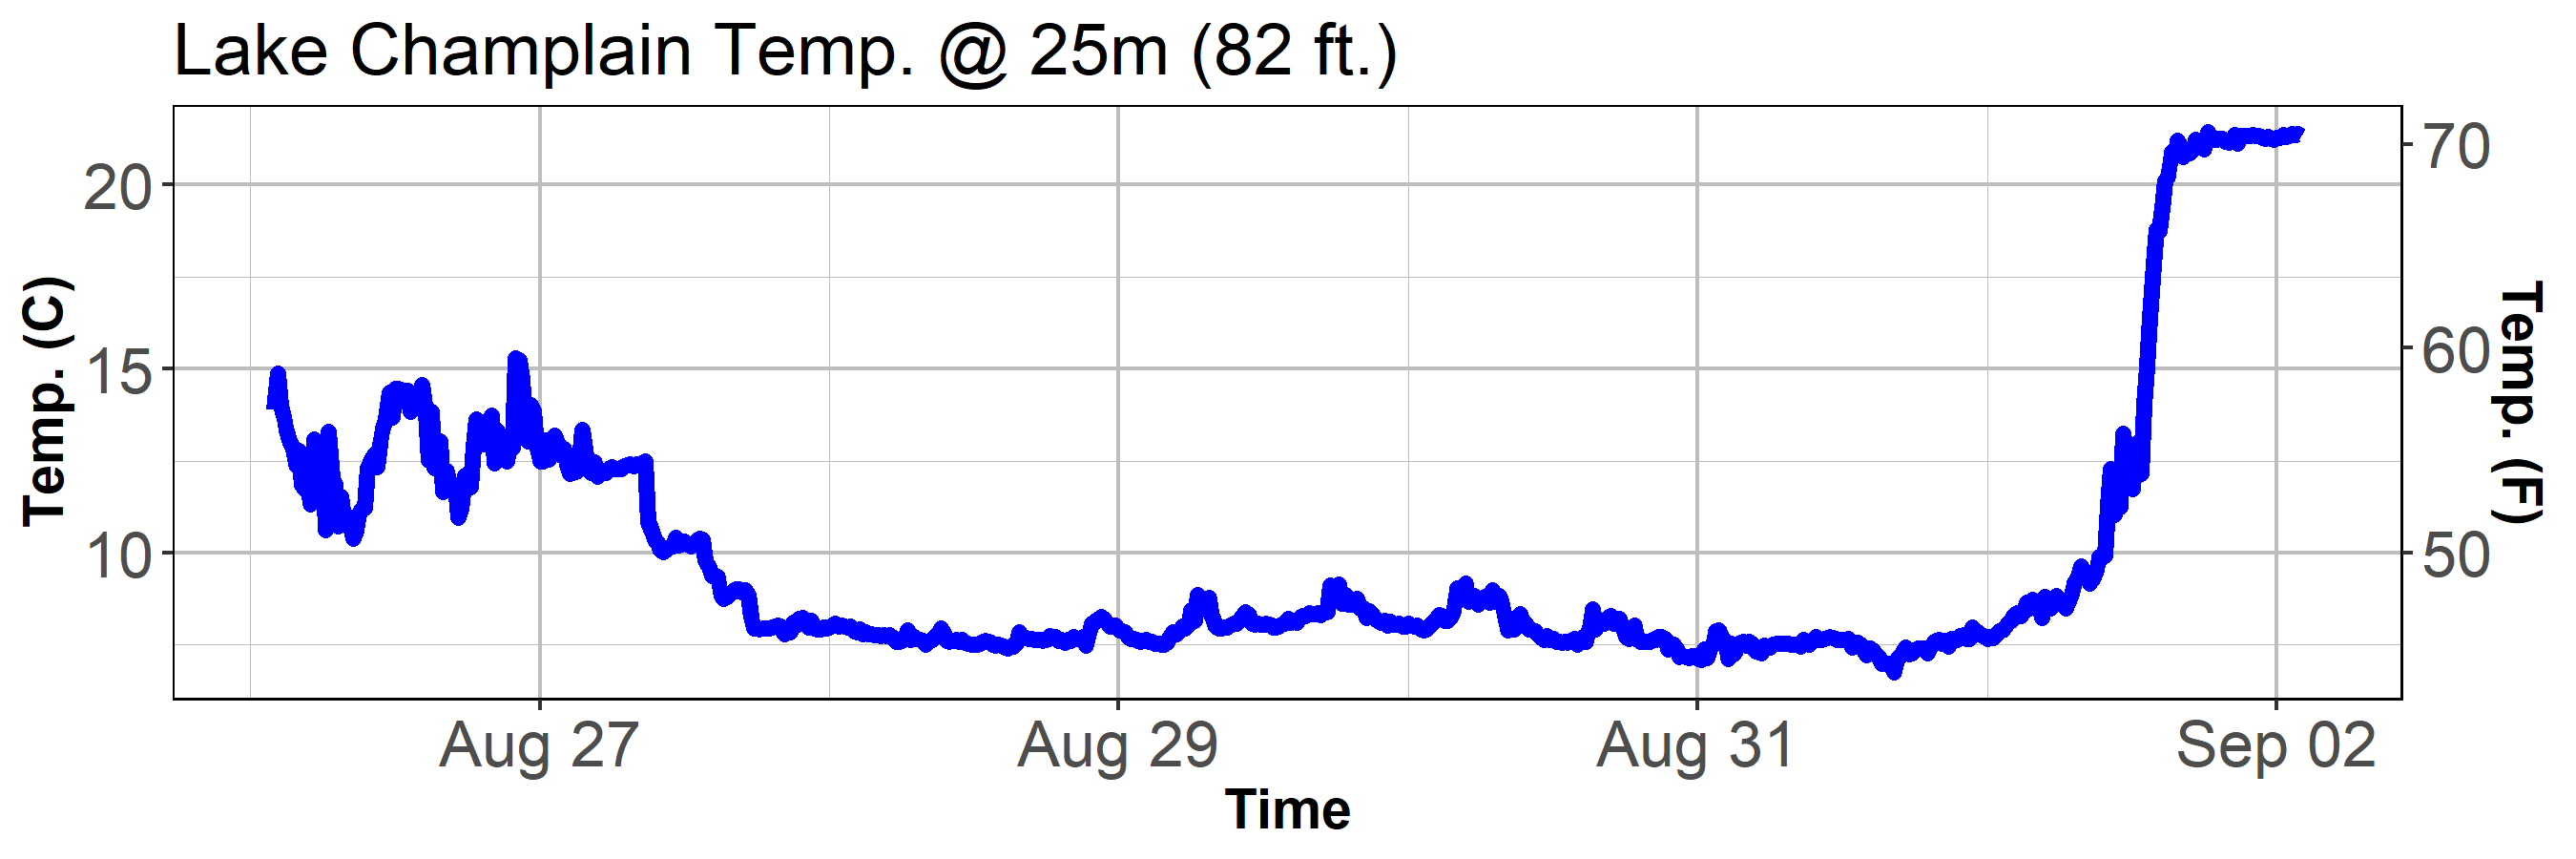 Lake Champlain Temp. @ 25m (82 ft.)
Temp. (C)
20
15
10
70
60
50
Temp. (F)
Aug 27
Aug 29
Aug 31
Sep 02
Time